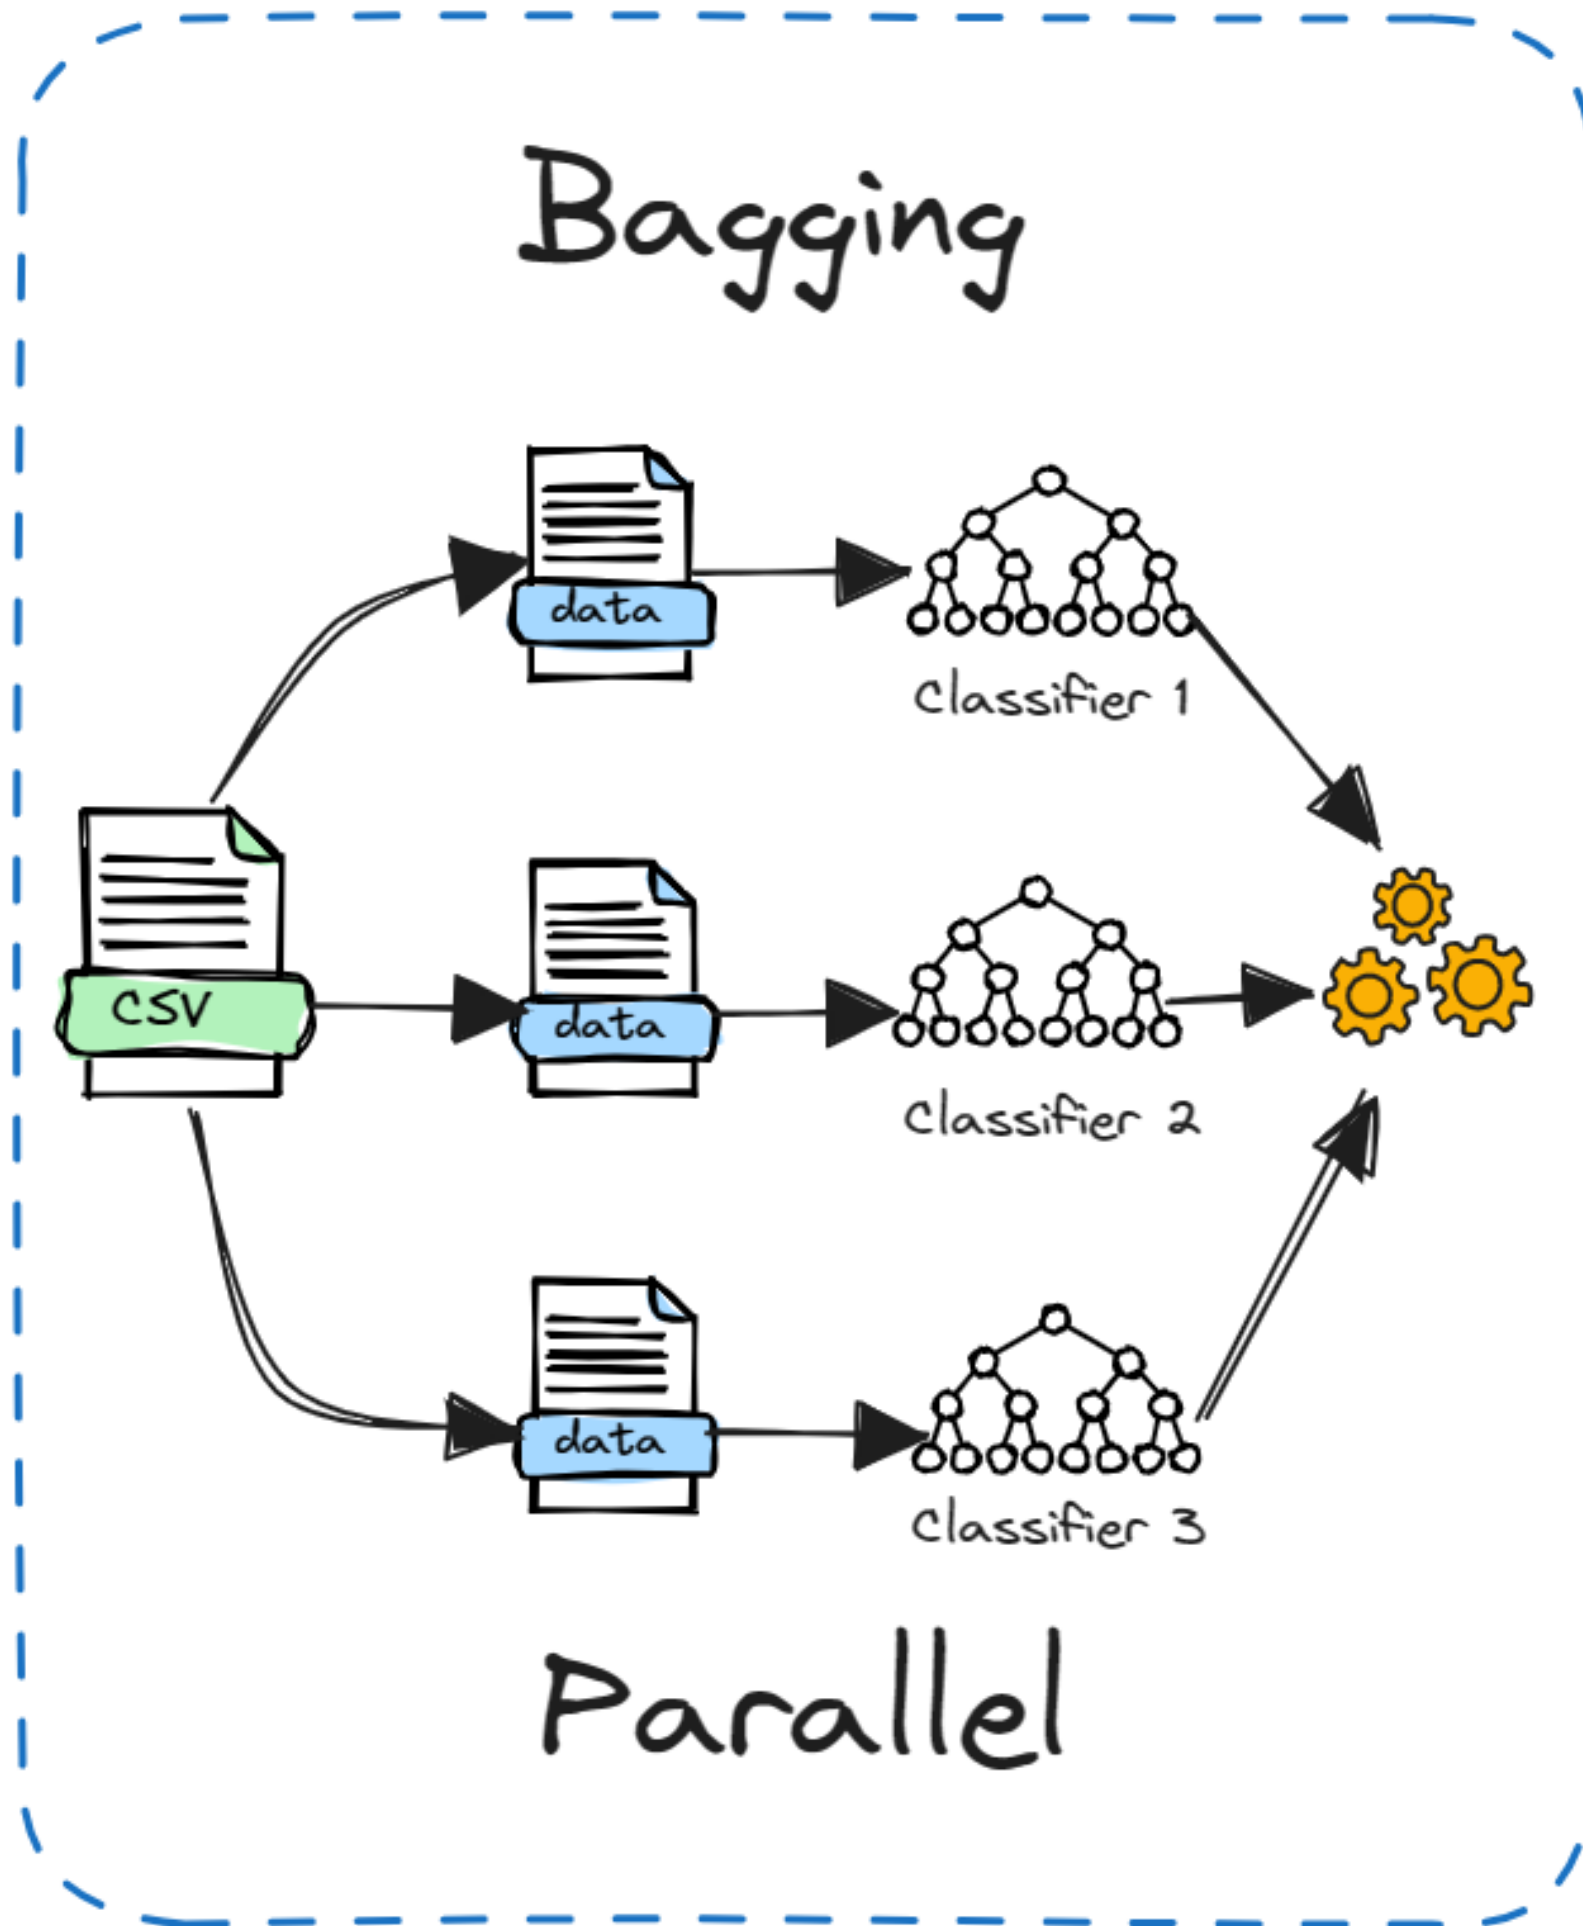 Bagging
data
Classifier 1
CSV
data
Classifier 2
data
Classifier 3
Parallel